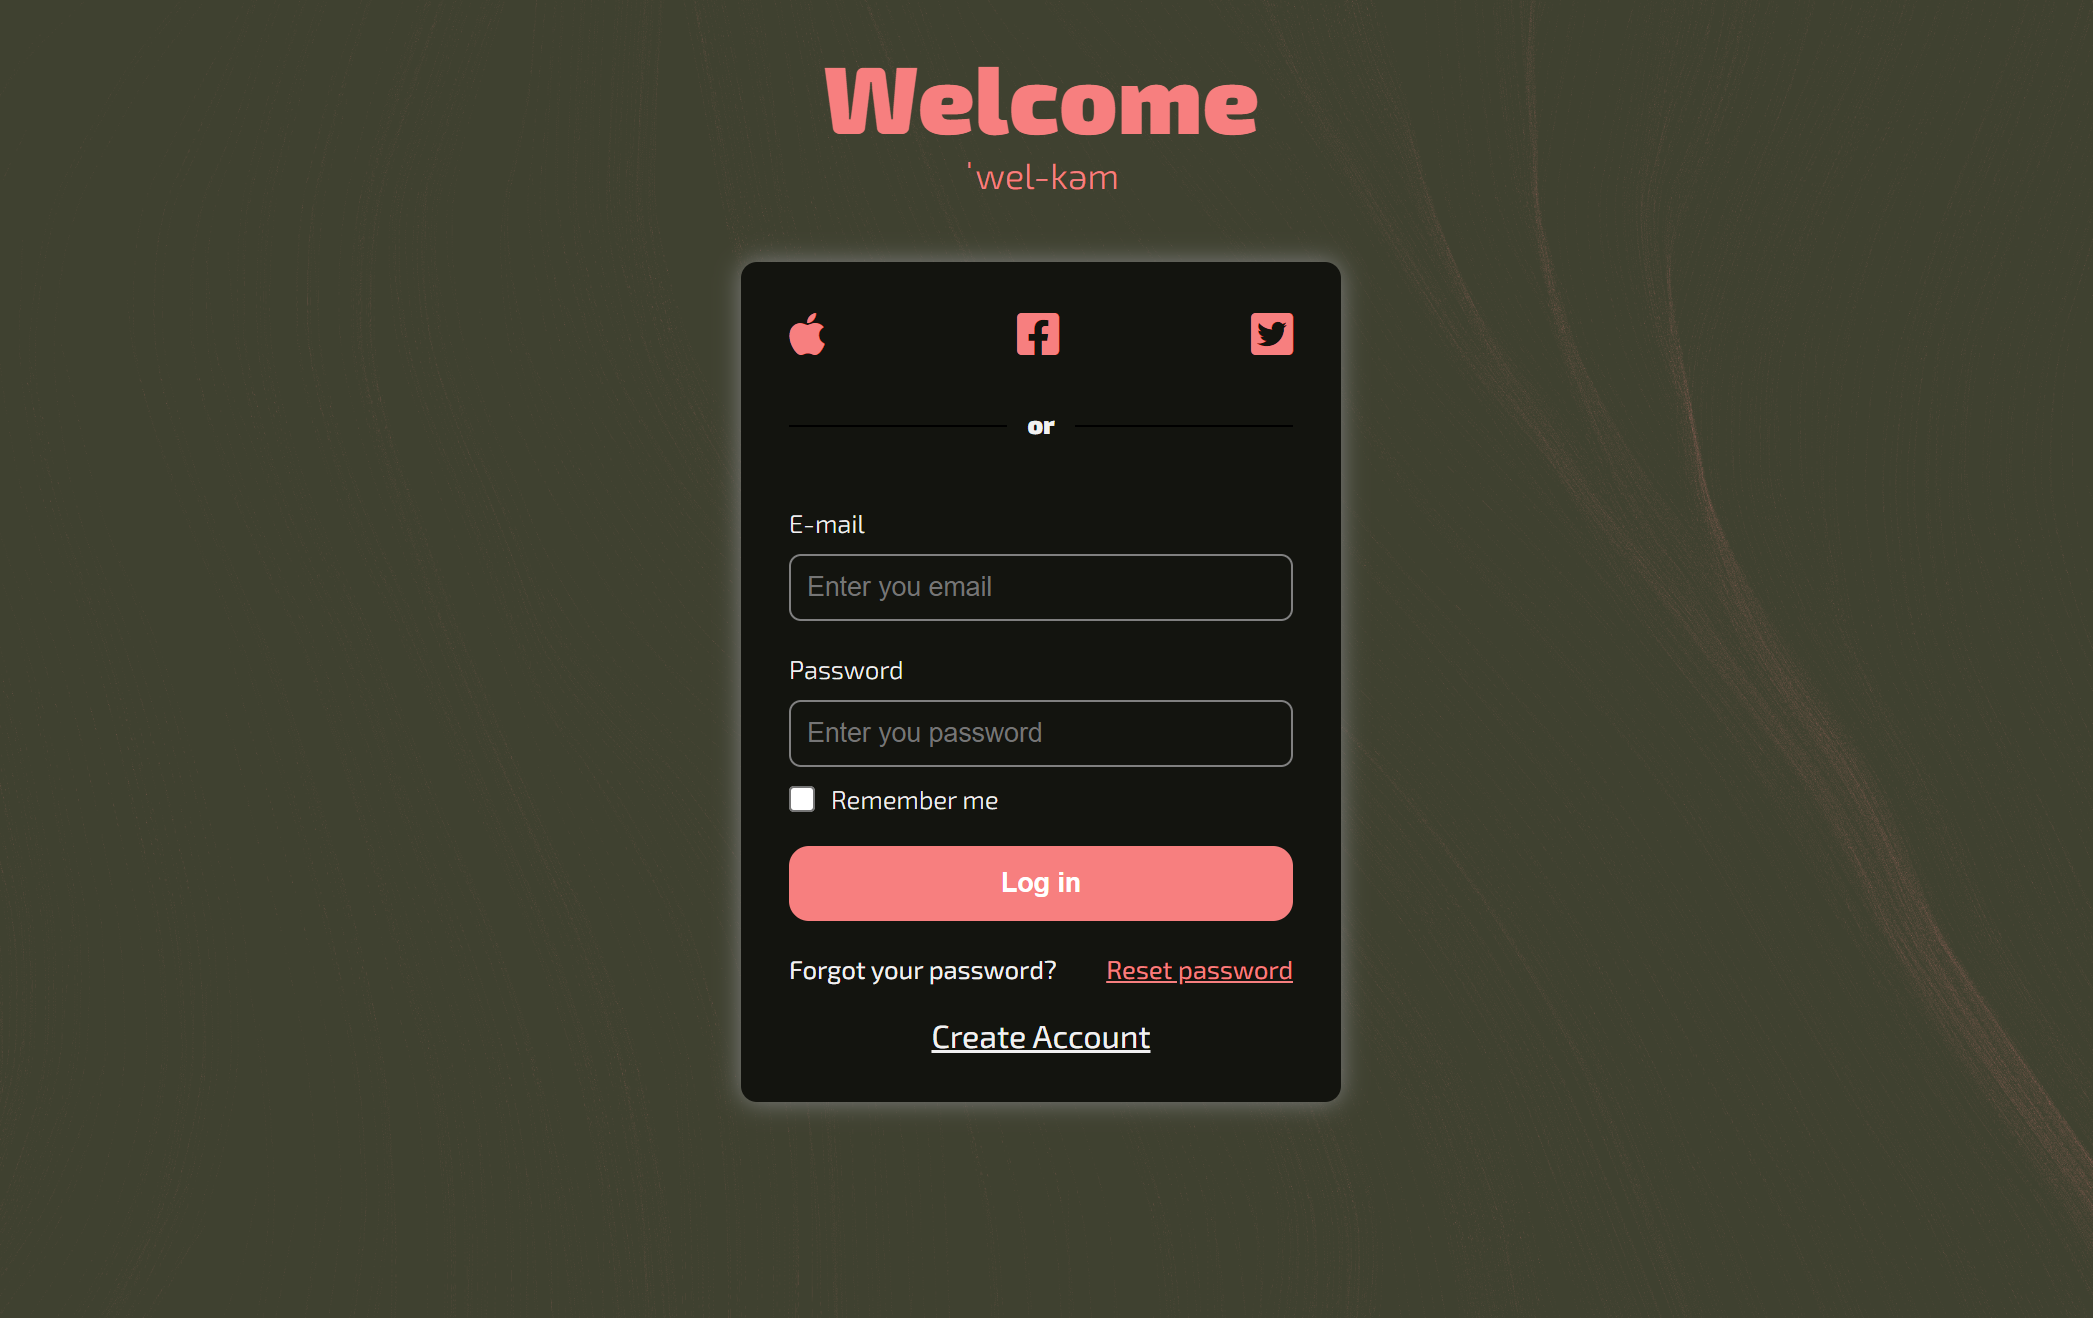 Welcome
ˈwel-kəm
or
E-mail
Enter you email
Password
Enter you password
Remember me
Log in
Forgot your password? Reset password
Create Account